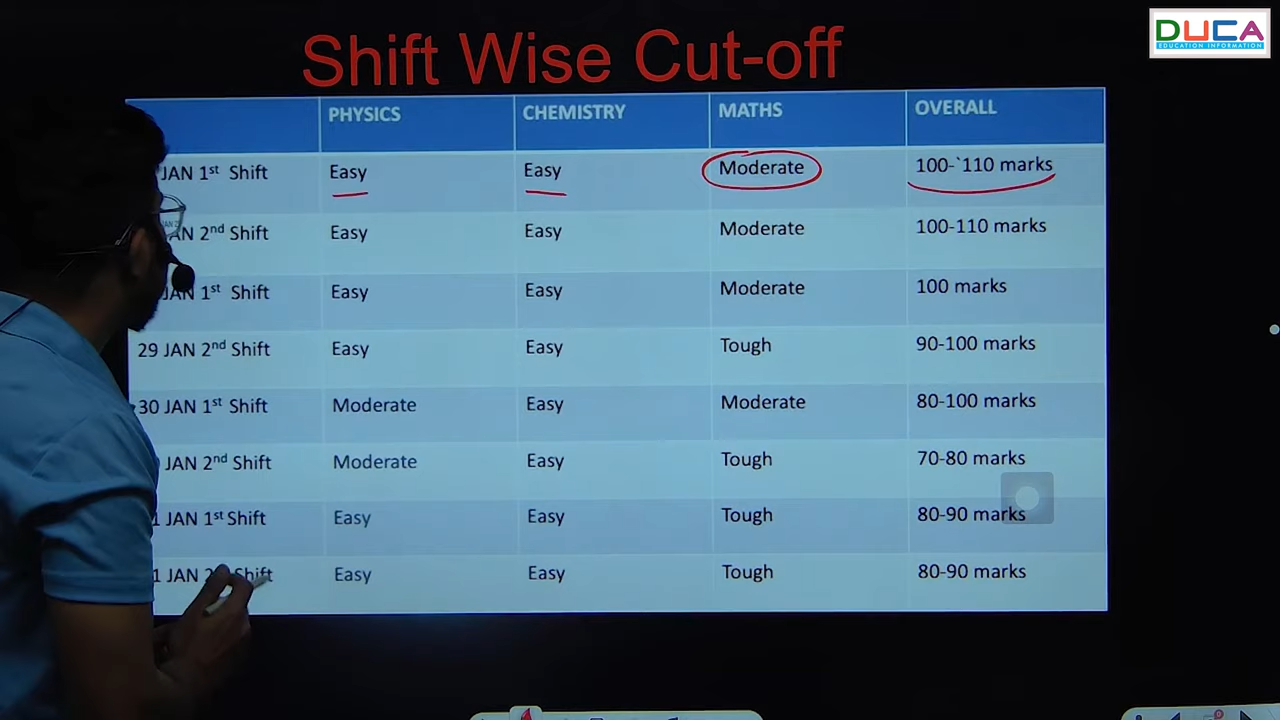 DUCA
EDUCATION INFORMATION
Shift Wise Cut-off
PHYSICS CHEMISTRY MATHS OVERALL
JAN 1st Shift Easy Easy Moderate 100-`110 marks
JAN 2nd Shift Easy Easy Moderate 100-110 marks
JAN 1st Shift Easy Easy Moderate 100 marks
29 JAN 2nd Shift Easy Easy Tough 90-100 marks
30 JAN 1st Shift Moderate Easy Moderate 80-100 marks
JAN 2nd Shift Moderate Easy Tough 70-80 marks
1 JAN 1st Shift Easy Easy Tough 80-90 marks
1 JAN Shift Easy Easy Tough 80-90 marks